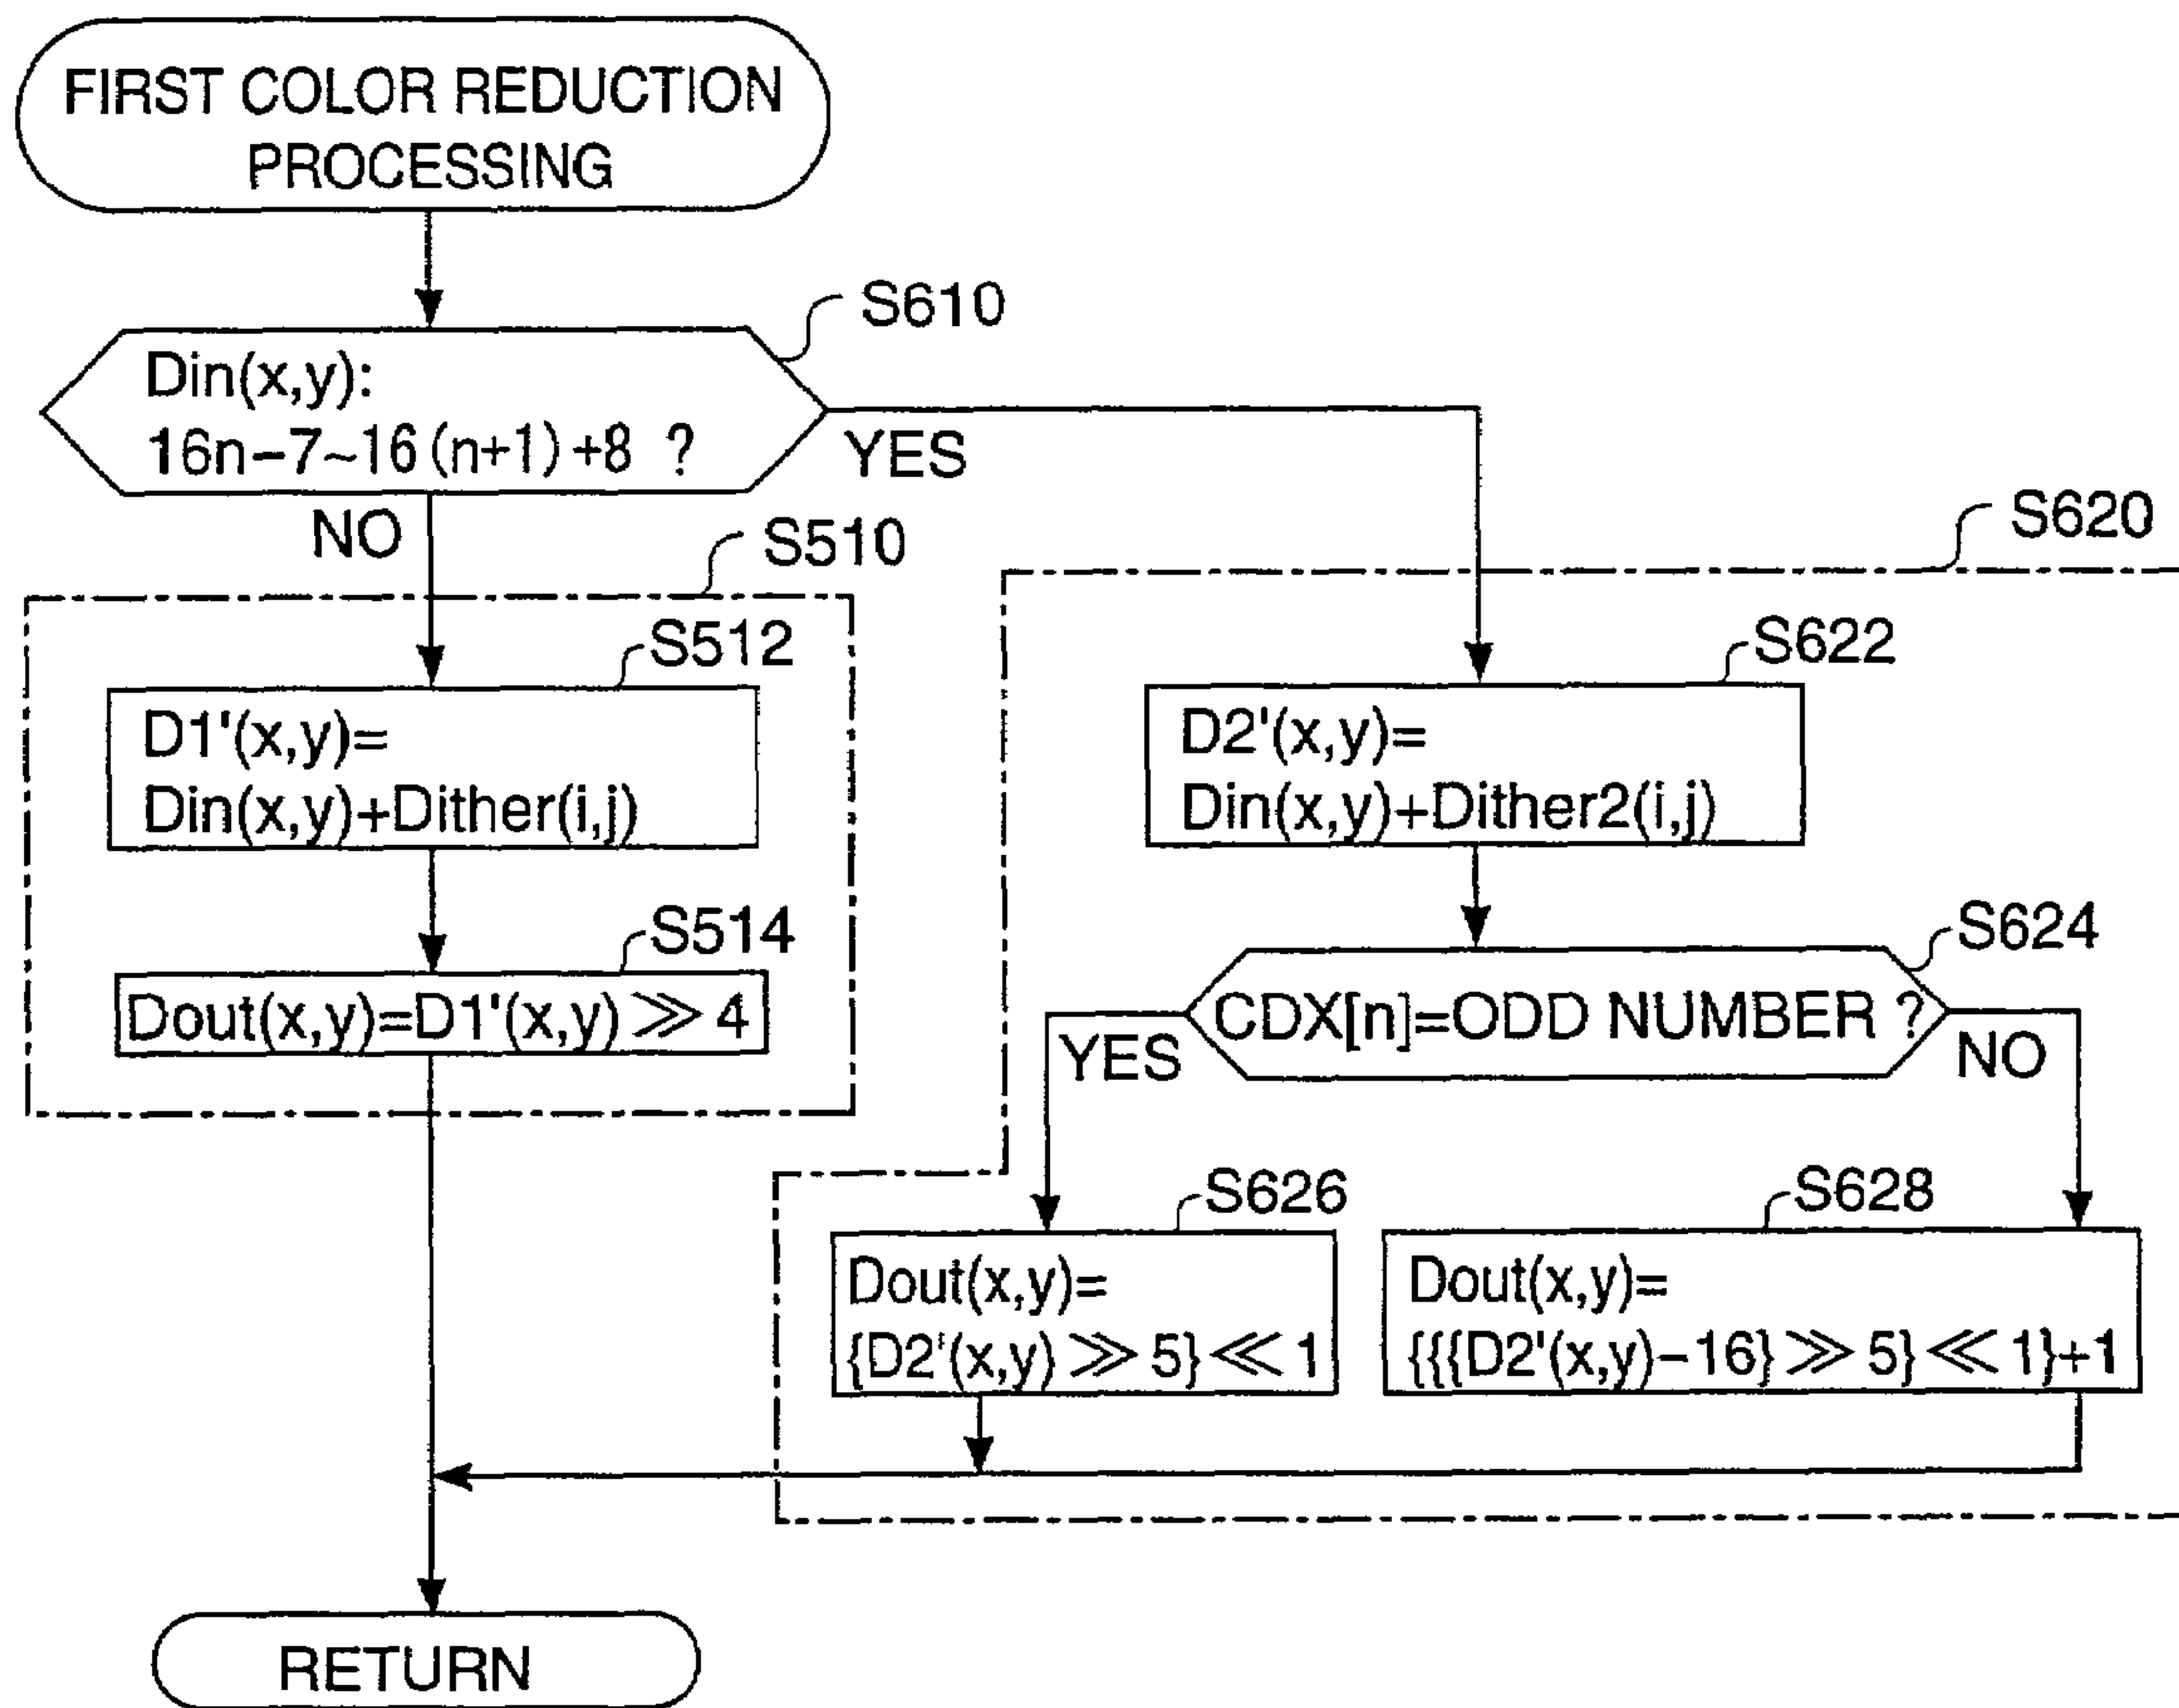 FIRST COLOR REDUCTION
PROCESSING
S610
Din(x,y):
16n−7~16(n+1)+8 ?
YES
NO
S510
S620
S512
D1'(x,y)=
Din(x,y)+Dither(i,j)
S514
Dout(x,y)=D1'(x,y)≫4
S622
D2'(x,y)=
Din(x,y)+Dither2(i,j)
S624
CDX[n]=ODD NUMBER ?
YES
NO
S626
Dout(x,y)=
{D2'(x,y)≫5}≪1
S628
Dout(x,y)=
{{{D2'(x,y)−16}≫5}≪1}+1
RETURN